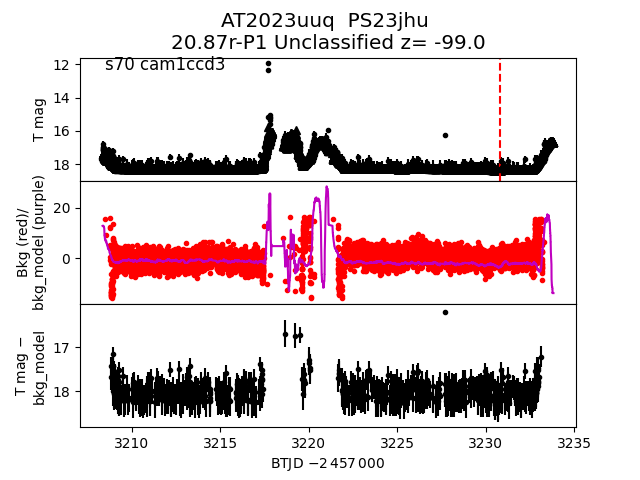 AT2023uuq  PS23jhu
20.87r-P1 Unclassified z= -99.0
s70 cam1ccd3
T mag
12
14
16
18
Bkg (red)/
bkg_model (purple)
20
0
T mag −
bkg_model
17
18
3210 3215 3220 3225 3230 3235
BTJD −2 457 000